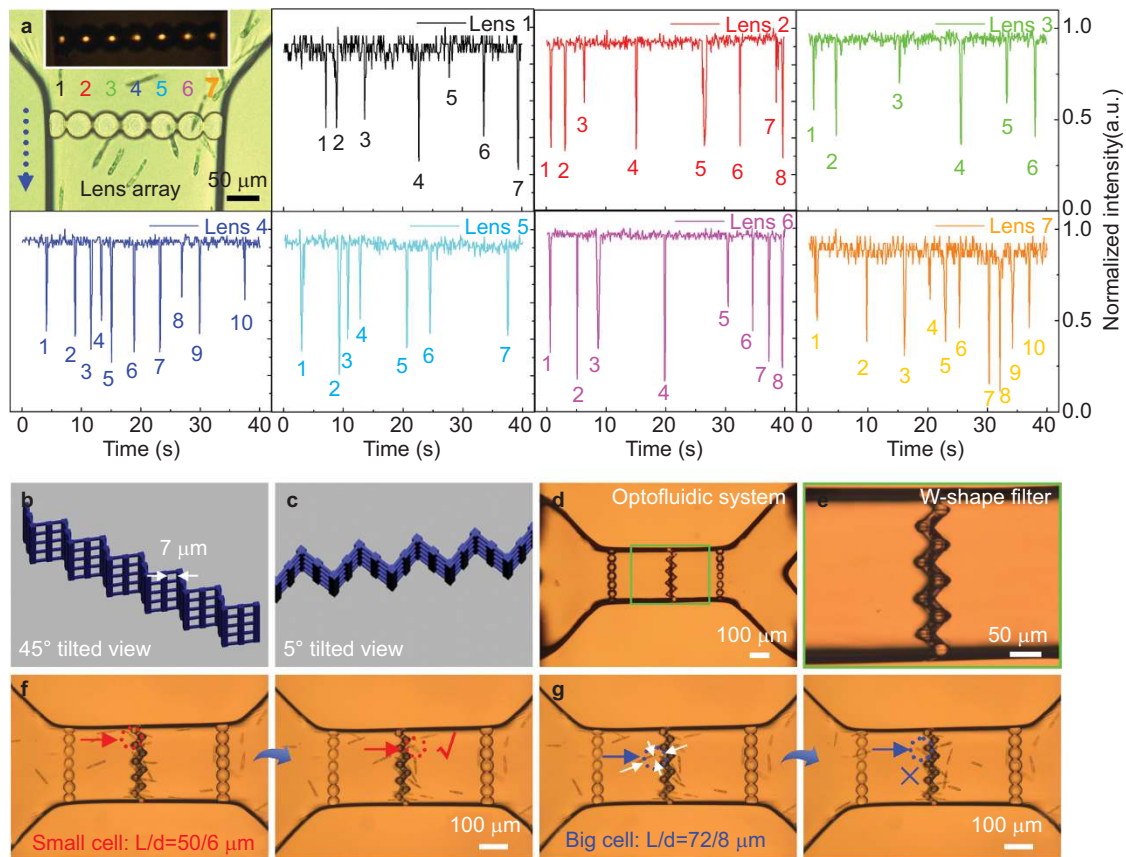 a
1 2 3 4 5 6 7
Lens array
50 μm
Lens 1
1 2 3 4 5 6 7
Lens 2
1 2 3 4 5 6 7 8
Lens 3
1 2 3 4 5 6
1.0
0.5
0.0
Lens 4
1 2 3 4 5 6 7 8 9 10
Lens 5
1 2 3 4 5 6 7
Lens 6
1 2 3 4 5 6 7 8
Lens 7
1 2 3 4 5 6 7 8 9 10
1.0
0.5
0.0
Normalized intensity(a.u.)
0 10 20 30 40
0 10 20 30 40
0 10 20 30 40
0 10 20 30 40
Time (s)
Time (s)
Time (s)
Time (s)
b
7 μm
45° tilted view
c
5° tilted view
d
Optofluidic system
100 μm
e
W-shape filter
50 μm
f
Small cell: L/d=50/6 μm
100 μm
g
Big cell: L/d=72/8 μm
100 μm